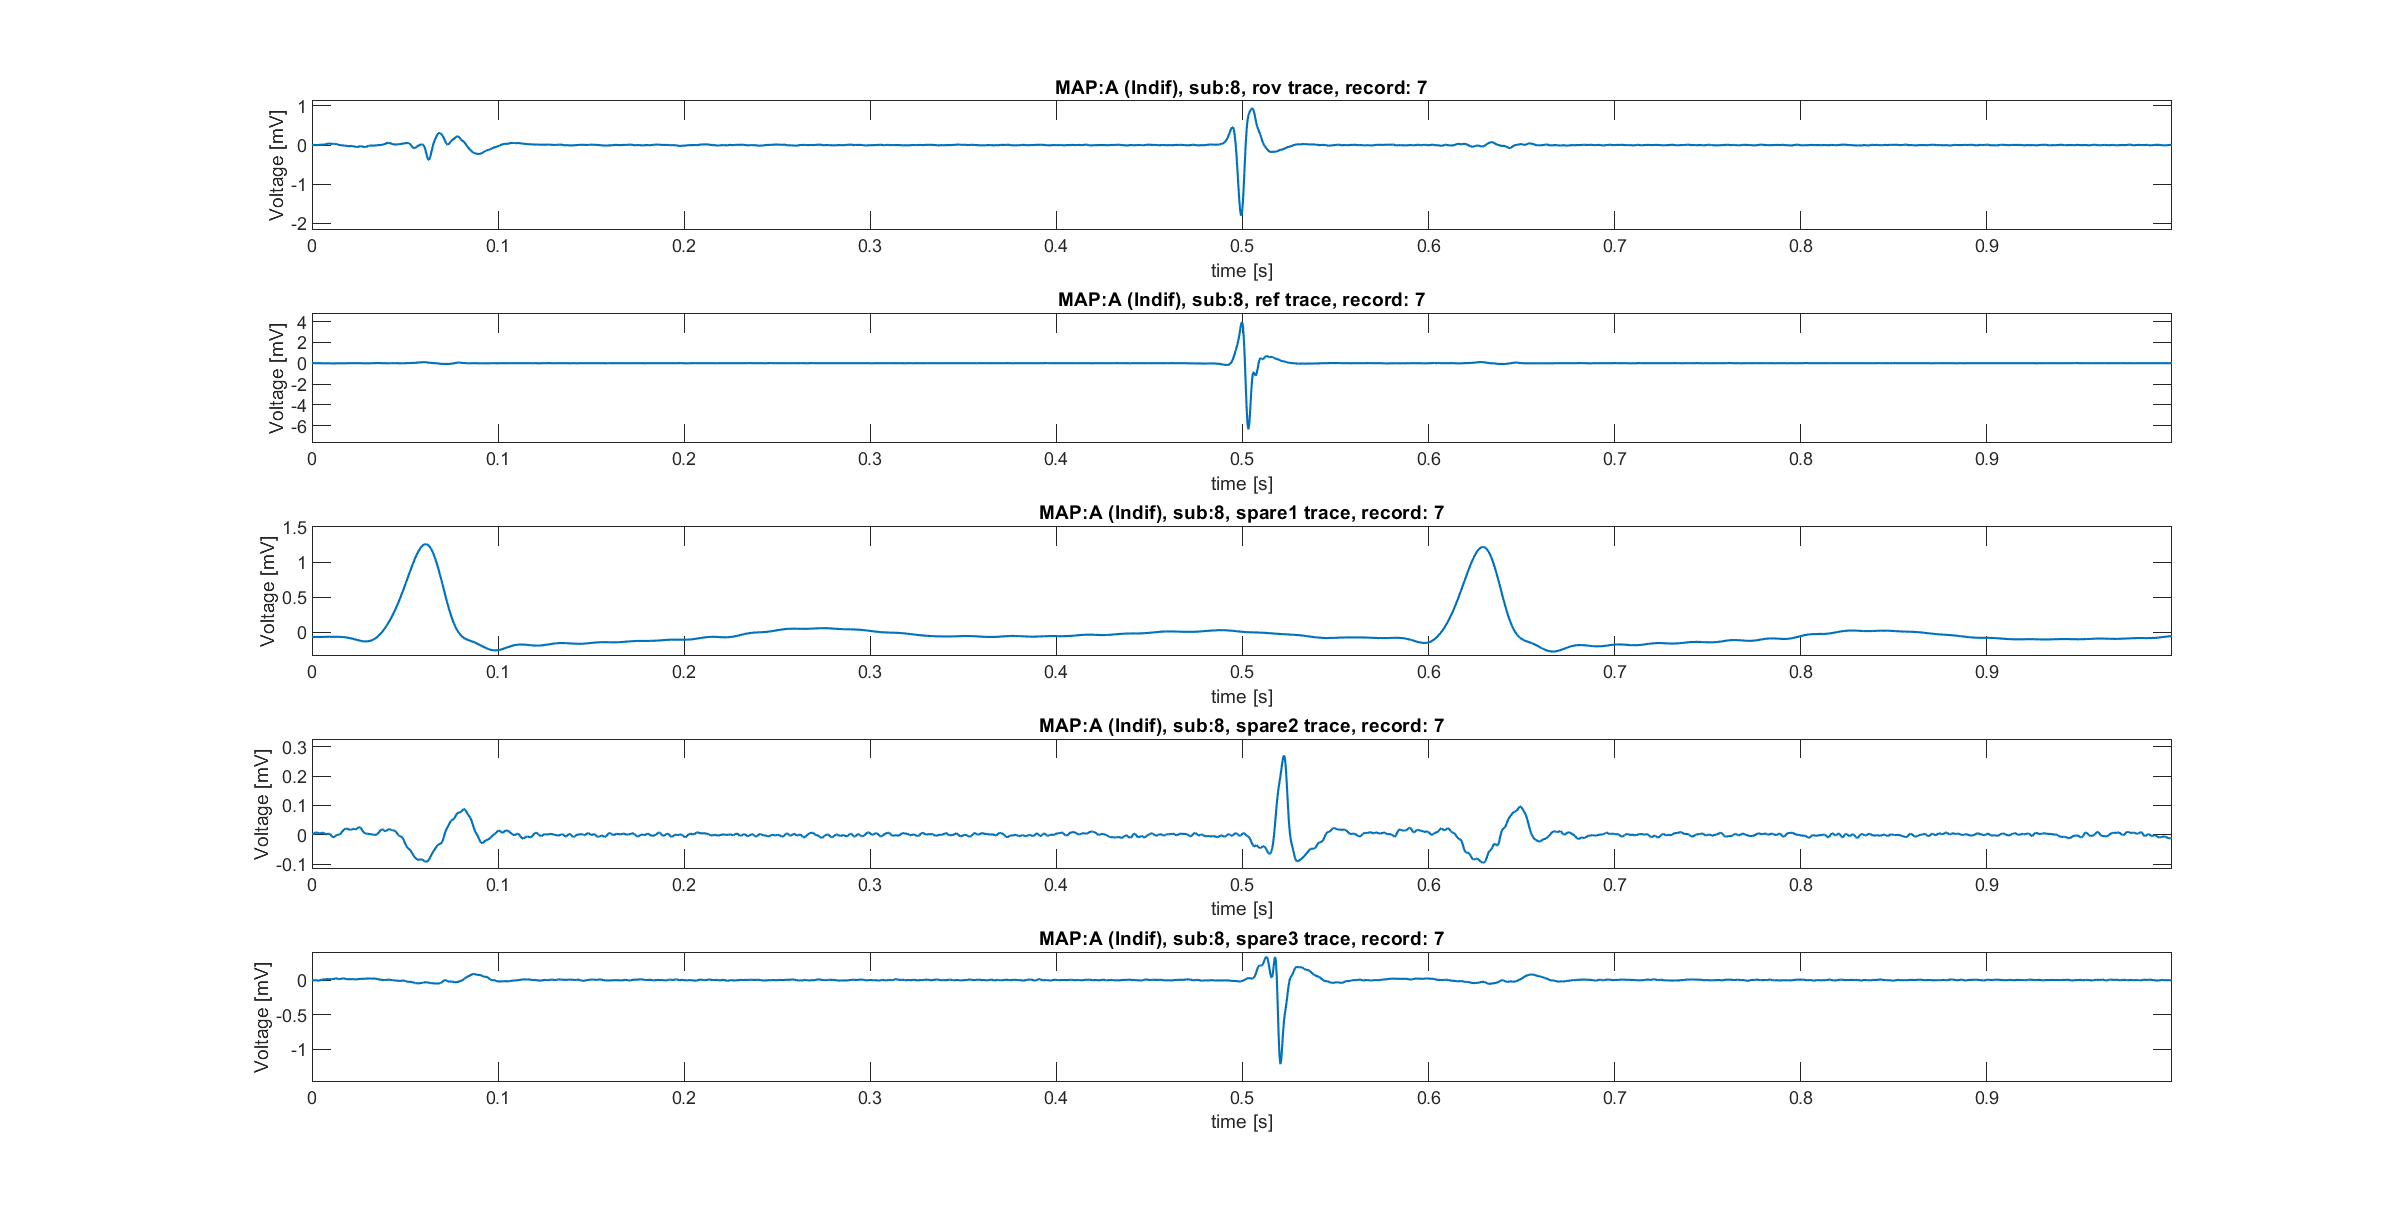 MAP:A (Indif), sub:8, rov trace, record: 7
Voltage [mV]
1
0
-1
-2
0 0.1 0.2 0.3 0.4 0.5 0.6 0.7 0.8 0.9
time [s]
MAP:A (Indif), sub:8, ref trace, record: 7
Voltage [mV]
4
2
0
-2
-4
-6
0 0.1 0.2 0.3 0.4 0.5 0.6 0.7 0.8 0.9
time [s]
MAP:A (Indif), sub:8, spare1 trace, record: 7
Voltage [mV]
1.5
1
0.5
0
0 0.1 0.2 0.3 0.4 0.5 0.6 0.7 0.8 0.9
time [s]
MAP:A (Indif), sub:8, spare2 trace, record: 7
Voltage [mV]
0.3
0.2
0.1
0
-0.1
0 0.1 0.2 0.3 0.4 0.5 0.6 0.7 0.8 0.9
time [s]
MAP:A (Indif), sub:8, spare3 trace, record: 7
Voltage [mV]
0
-0.5
-1
0 0.1 0.2 0.3 0.4 0.5 0.6 0.7 0.8 0.9
time [s]